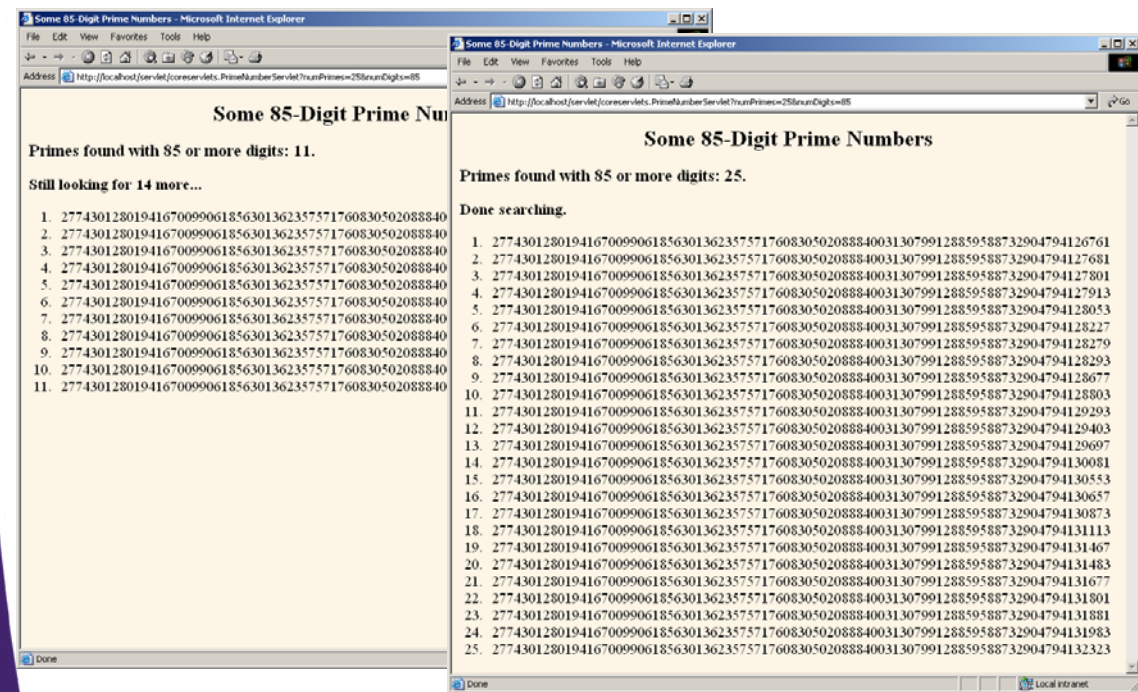 Some 85-Digit Prime Numbers - Microsoft Internet Explorer
File Edit View Favorites Tools Help
Address http://localhost/servlet/coreservlets.PrimeNumberServlet?numPrimes=25&numDigits=85
Some 85-Digit Prime Nu
Primes found with 85 or more digits: 11.
Still looking for 14 more...
1. 27743012801941670099061856301362357571760830502088840
2. 27743012801941670099061856301362357571760830502088840
3. 27743012801941670099061856301362357571760830502088840
4. 27743012801941670099061856301362357571760830502088840
5. 27743012801941670099061856301362357571760830502088840
6. 27743012801941670099061856301362357571760830502088840
7. 27743012801941670099061856301362357571760830502088840
8. 27743012801941670099061856301362357571760830502088840
9. 27743012801941670099061856301362357571760830502088840
10. 27743012801941670099061856301362357571760830502088840
11. 27743012801941670099061856301362357571760830502088840
Done
Some 85-Digit Prime Numbers - Microsoft Internet Explorer
File Edit View Favorites Tools Help
Address http://localhost/servlet/coreservlets.PrimeNumberServlet?numPrimes=25&numDigits=85 Go
Some 85-Digit Prime Numbers
Primes found with 85 or more digits: 25.
Done searching.
1. 2774301280194167009906185630136235757176083050208884003130799128859588732904794126761
2. 2774301280194167009906185630136235757176083050208884003130799128859588732904794127681
3. 2774301280194167009906185630136235757176083050208884003130799128859588732904794127801
4. 2774301280194167009906185630136235757176083050208884003130799128859588732904794127913
5. 2774301280194167009906185630136235757176083050208884003130799128859588732904794128053
6. 2774301280194167009906185630136235757176083050208884003130799128859588732904794128227
7. 2774301280194167009906185630136235757176083050208884003130799128859588732904794128279
8. 2774301280194167009906185630136235757176083050208884003130799128859588732904794128293
9. 2774301280194167009906185630136235757176083050208884003130799128859588732904794128677
10. 2774301280194167009906185630136235757176083050208884003130799128859588732904794128803
11. 2774301280194167009906185630136235757176083050208884003130799128859588732904794129293
12. 2774301280194167009906185630136235757176083050208884003130799128859588732904794129403
13. 2774301280194167009906185630136235757176083050208884003130799128859588732904794129697
14. 2774301280194167009906185630136235757176083050208884003130799128859588732904794130081
15. 2774301280194167009906185630136235757176083050208884003130799128859588732904794130553
16. 2774301280194167009906185630136235757176083050208884003130799128859588732904794130657
17. 2774301280194167009906185630136235757176083050208884003130799128859588732904794130873
18. 2774301280194167009906185630136235757176083050208884003130799128859588732904794131113
19. 2774301280194167009906185630136235757176083050208884003130799128859588732904794131467
20. 2774301280194167009906185630136235757176083050208884003130799128859588732904794131483
21. 2774301280194167009906185630136235757176083050208884003130799128859588732904794131677
22. 2774301280194167009906185630136235757176083050208884003130799128859588732904794131801
23. 2774301280194167009906185630136235757176083050208884003130799128859588732904794131881
24. 2774301280194167009906185630136235757176083050208884003130799128859588732904794131983
25. 2774301280194167009906185630136235757176083050208884003130799128859588732904794132323
Done Local intranet